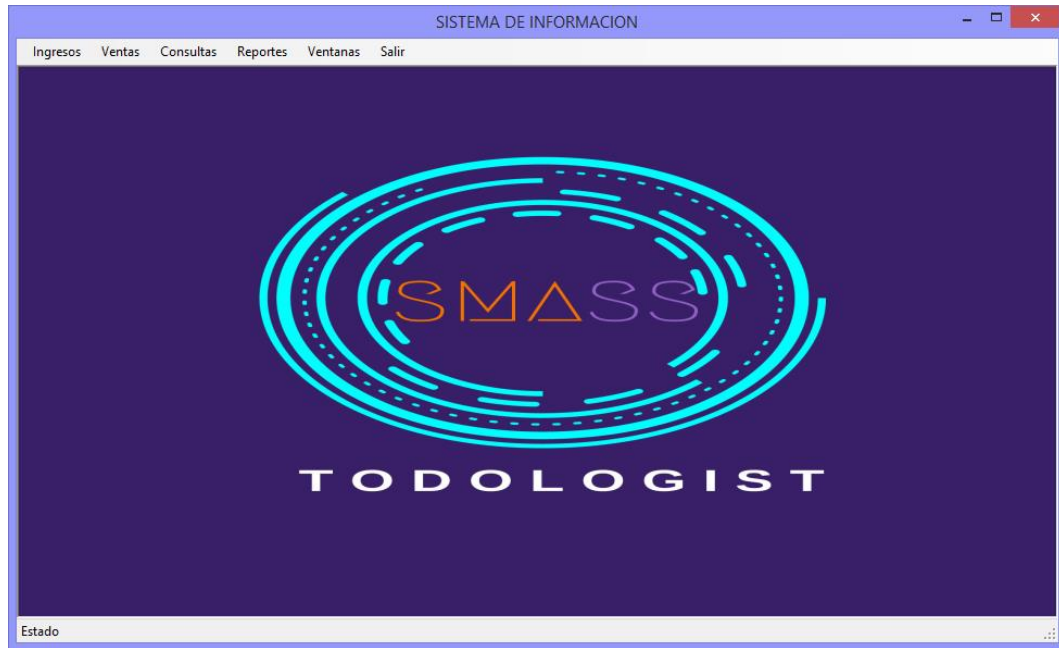 SISTEMA DE INFORMACION
Ingresos Ventas Consultas Reportes Ventanas Salir
SMASS
TODOLOGIST
Estado